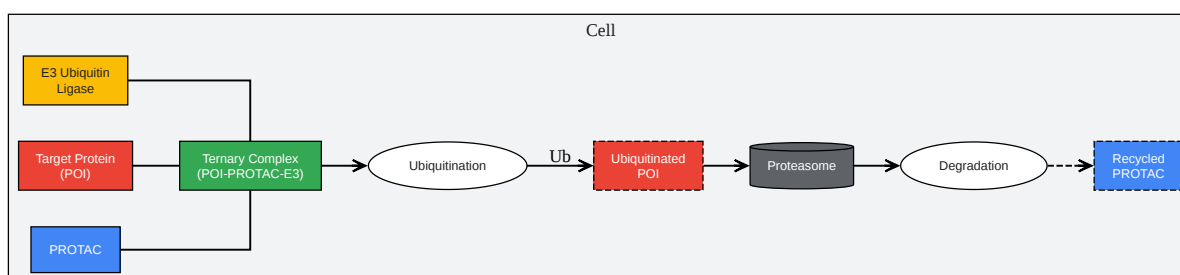 Cell
E3 Ubiquitin
Ligase
Target Protein
(POI)
PROTAC
Ternary Complex
(POI-PROTAC-E3)
Ubiquitination
Ub
Ubiquitinated
POI
Proteasome
Degradation
Recycled
PROTAC